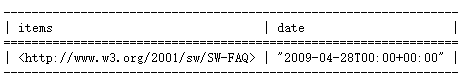 | items | date |
| <http://www.w3.org/2001/sw/SW-FAQ> | "2009-04-28T00:00+00:00" |